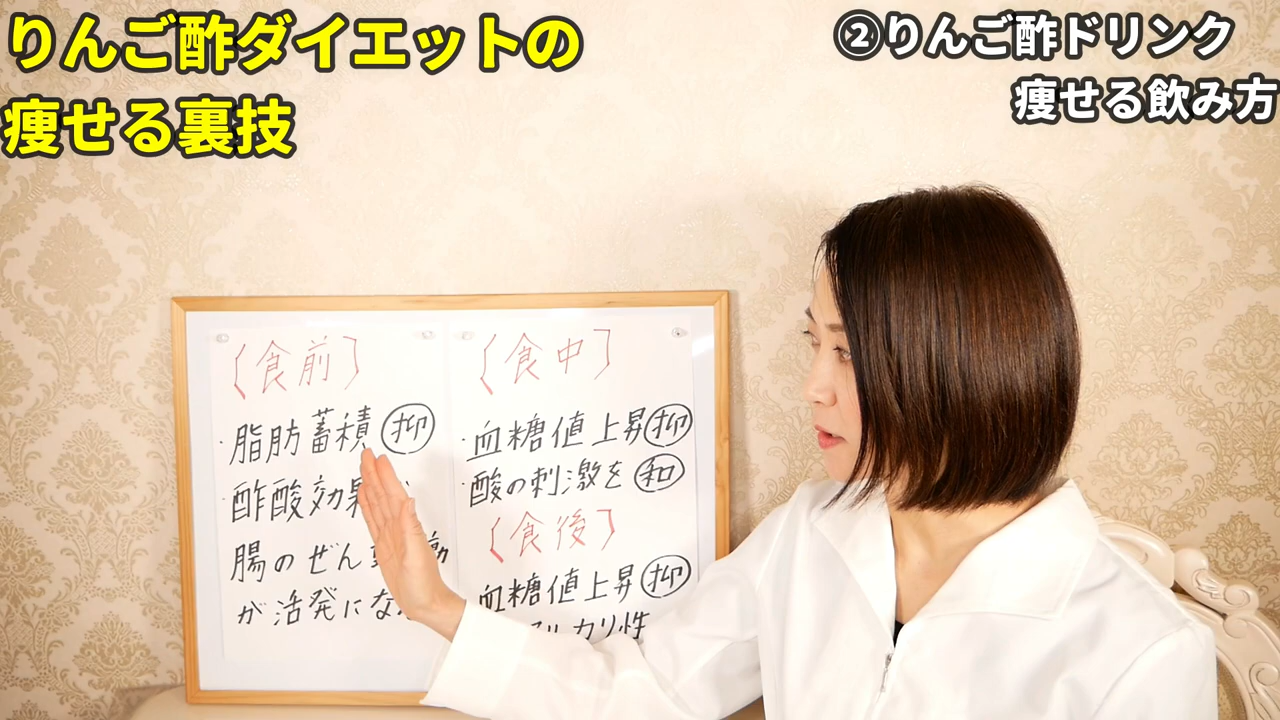 りんご酢ダイエットの
痩せる裏技
②りんご酢ドリンク
痩せる飲み方
〔食前〕
・脂肪蓄積 抑
・酢酸効果
腸のぜん
が活発にな
〔食中〕
・血糖値上昇 抑
・酸の刺激を 和
〔食後〕
血糖値上昇 抑
カリ性